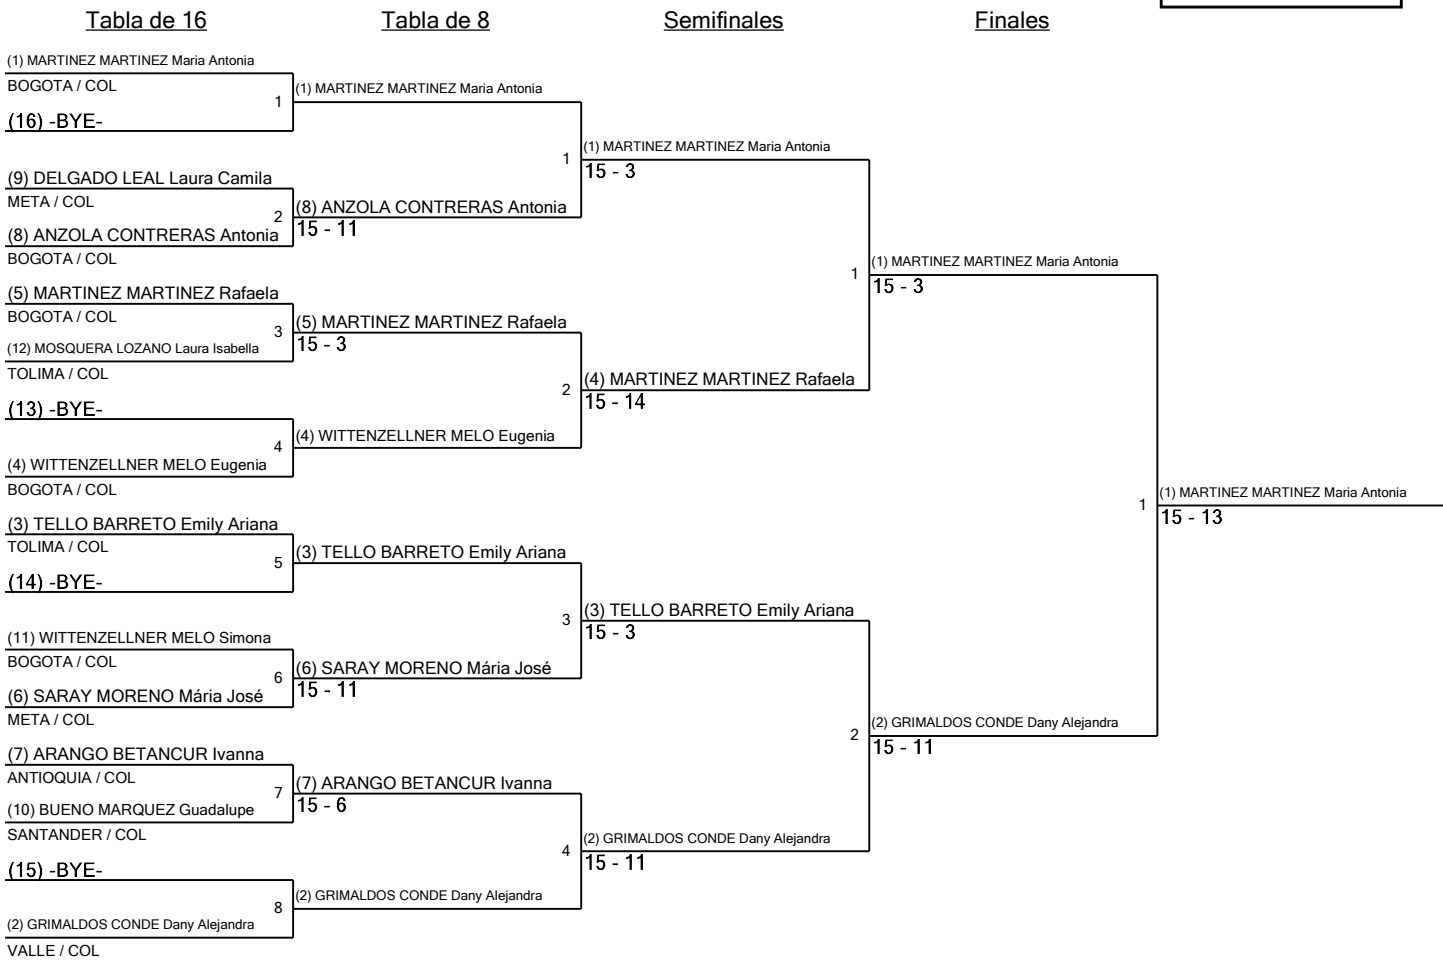 Tabla de 16
Tabla de 8
Semifinales
Finales
(1) MARTINEZ MARTINEZ Maria Antonia
BOGOTA / COL
1
(16) -BYE-
(9) DELGADO LEAL Laura Camila
META / COL
2
(8) ANZOLA CONTRERAS Antonia
BOGOTA / COL
(5) MARTINEZ MARTINEZ Rafaela
BOGOTA / COL
3
(12) MOSQUERA LOZANO Laura Isabella
TOLIMA / COL
(13) -BYE-
4
(4) WITTENZELLNER MELO Eugenia
BOGOTA / COL
(3) TELLO BARRETO Emily Ariana
TOLIMA / COL
5
(14) -BYE-
(11) WITTENZELLNER MELO Simona
BOGOTA / COL
6
(6) SARAY MORENO Mária José
META / COL
(7) ARANGO BETANCUR Ivanna
ANTIOQUIA / COL
7
(10) BUENO MARQUEZ Guadalupe
SANTANDER / COL
(15) -BYE-
8
(2) GRIMALDOS CONDE Dany Alejandra
VALLE / COL
(1) MARTINEZ MARTINEZ Maria Antonia
1
(8) ANZOLA CONTRERAS Antonia
15 - 11
(5) MARTINEZ MARTINEZ Rafaela
15 - 3
2
(4) WITTENZELLNER MELO Eugenia
(3) TELLO BARRETO Emily Ariana
3
(6) SARAY MORENO Mária José
15 - 11
(7) ARANGO BETANCUR Ivanna
15 - 6
4
(2) GRIMALDOS CONDE Dany Alejandra
(1) MARTINEZ MARTINEZ Maria Antonia
15 - 3
1
(4) MARTINEZ MARTINEZ Rafaela
15 - 14
(3) TELLO BARRETO Emily Ariana
15 - 3
2
(2) GRIMALDOS CONDE Dany Alejandra
15 - 11
(1) MARTINEZ MARTINEZ Maria Antonia
15 - 3
1
(2) GRIMALDOS CONDE Dany Alejandra
15 - 11
(1) MARTINEZ MARTINEZ Maria Antonia
15 - 13